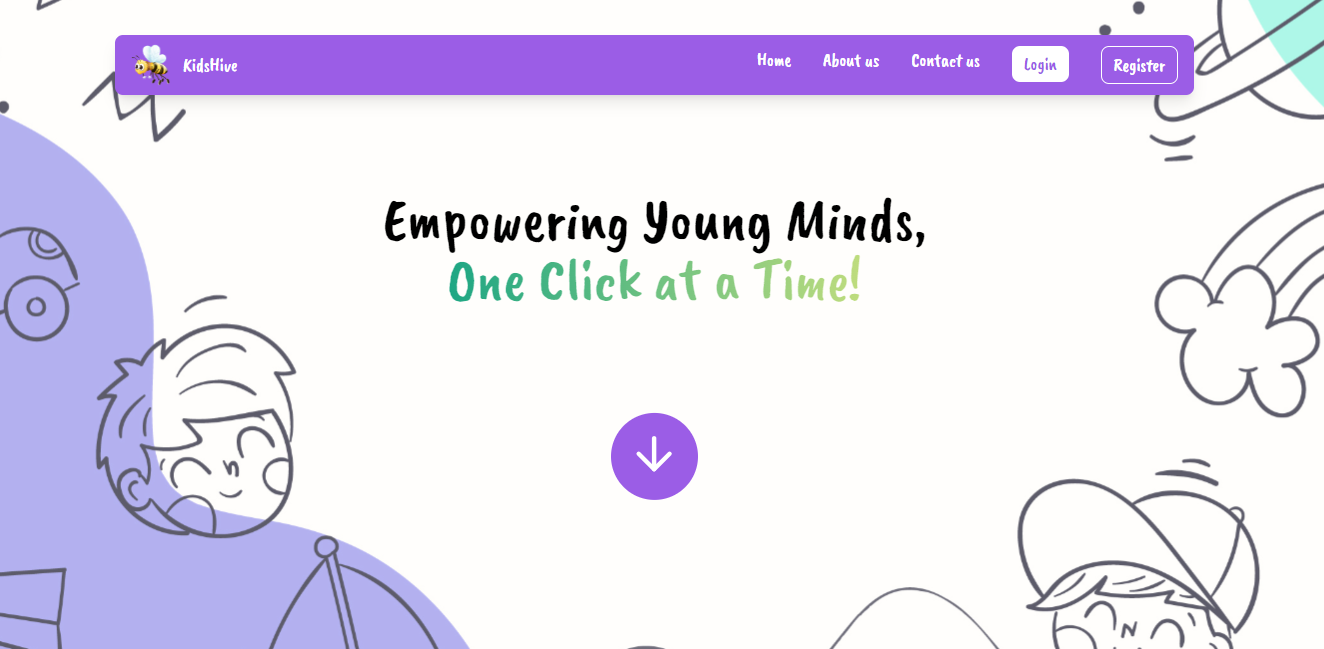 KidsHive
Home About us Contact us Login Register
Empowering Young Minds,
One Click at a Time!